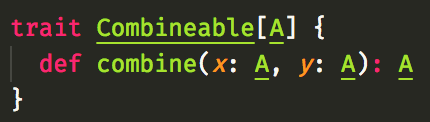 trait Combineable[A] {
  def combine(x: A, y: A): A
}